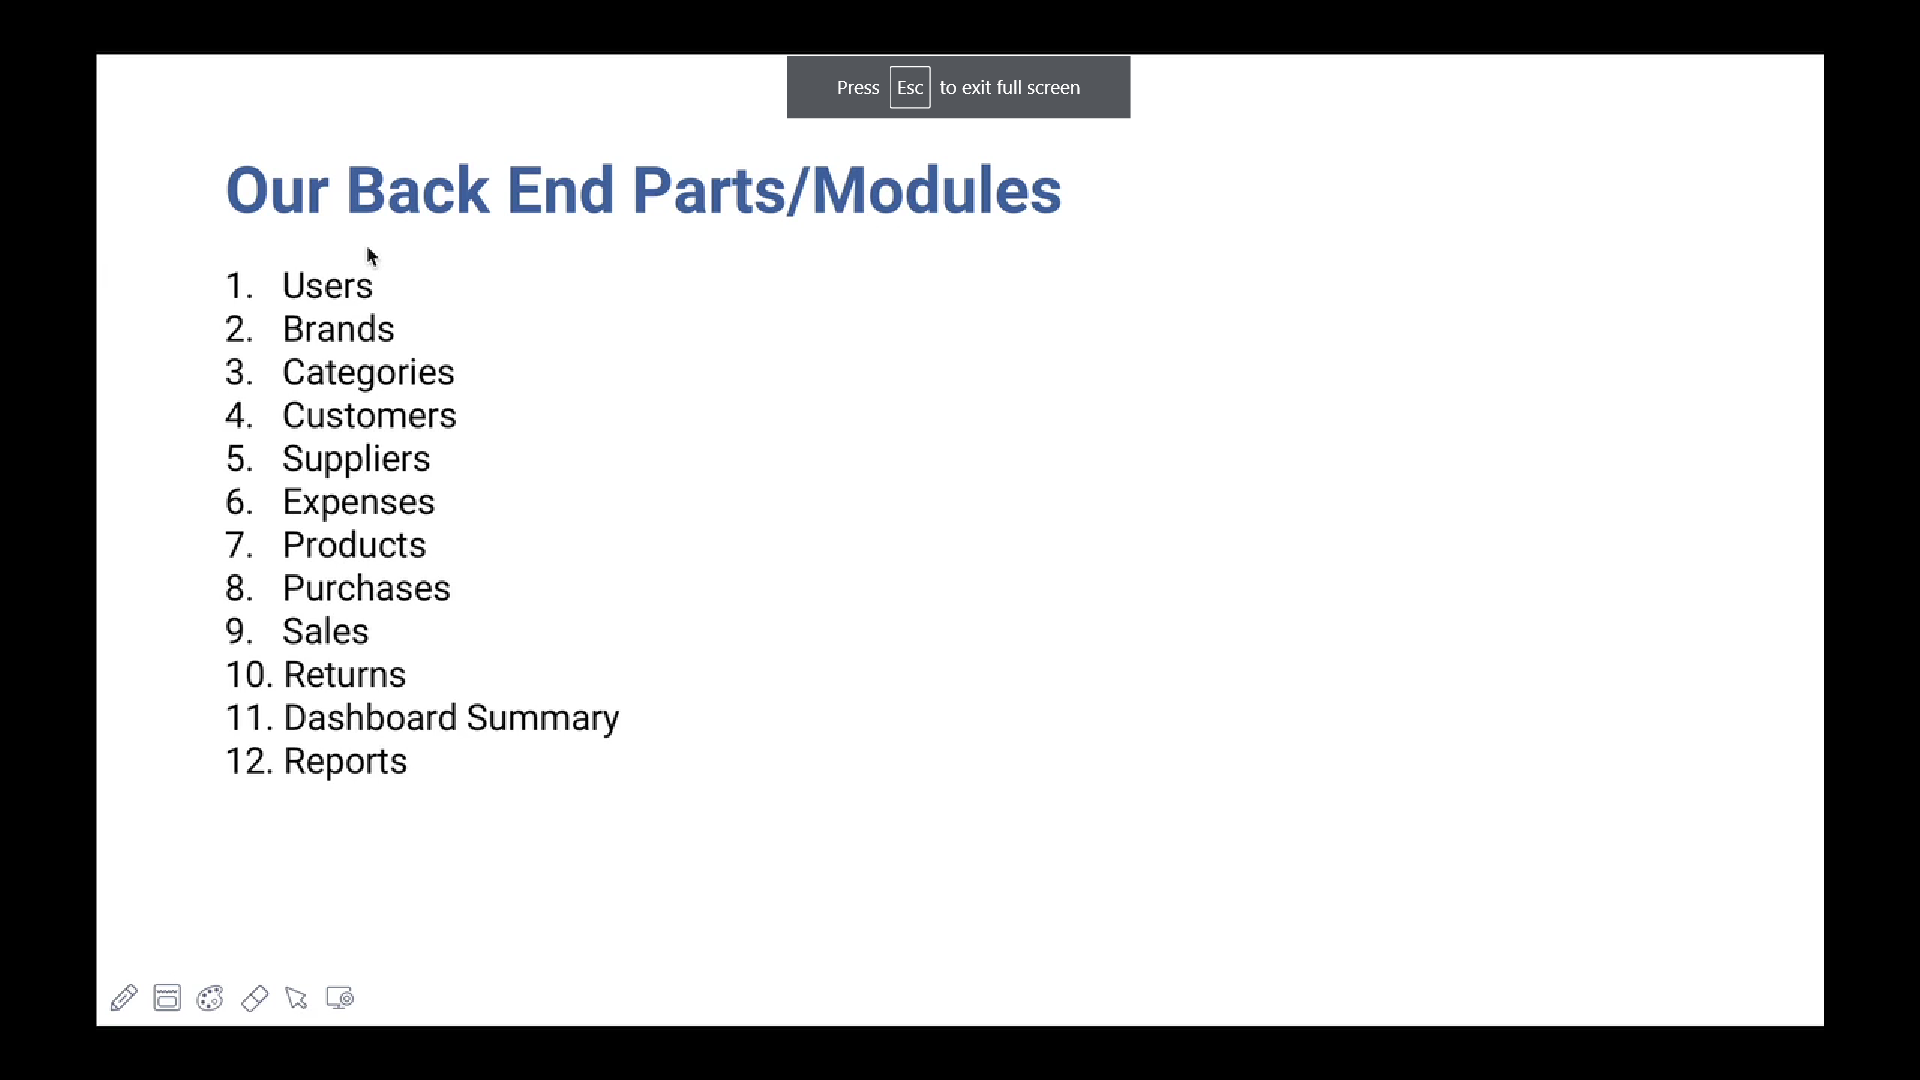 Press Esc to exit full screen
Our Back End Parts/Modules
1. Users
2. Brands
3. Categories
4. Customers
5. Suppliers
6. Expenses
7. Products
8. Purchases
9. Sales
10. Returns
11. Dashboard Summary
12. Reports